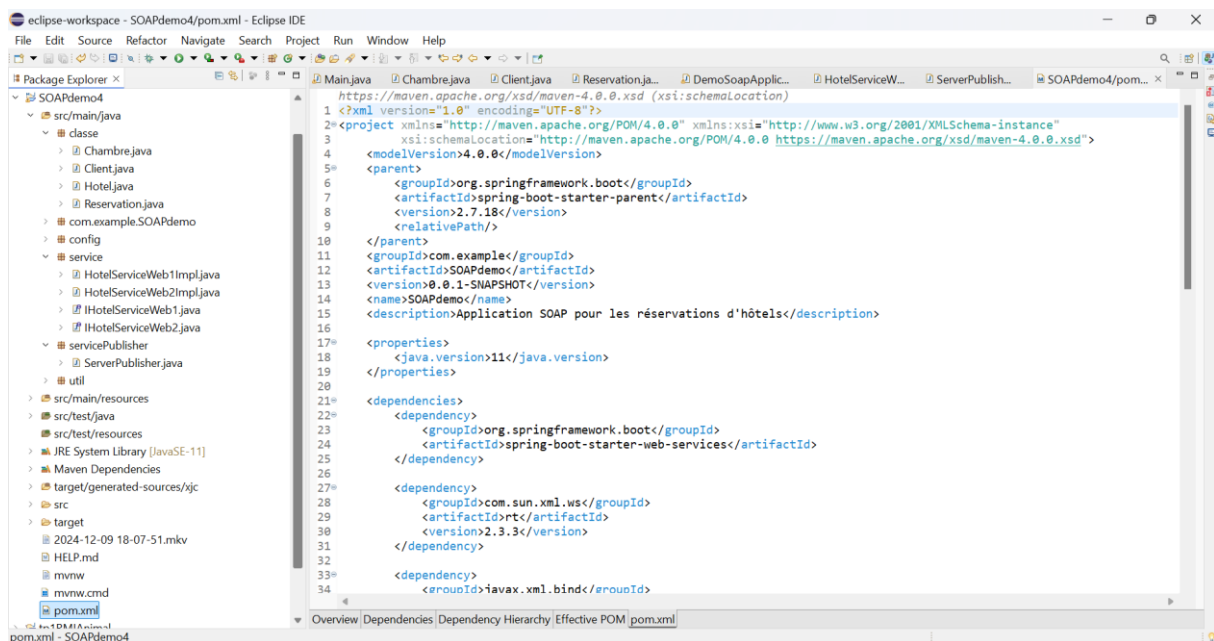 eclipse-workspace - SOAPdemo4/pom.xml - Eclipse IDE
File Edit Source Refactor Navigate Search Project Run Window Help
Package Explorer
SOAPdemo4
src/main/java
classe
Chambre.java
Client.java
Hotel.java
Reservation.java
com.example.SOAPdemo
config
service
HotelServiceWeb1Impl.java
HotelServiceWeb2Impl.java
IHotelServiceWeb1.java
IHotelServiceWeb2.java
servicePublisher
ServerPublisher.java
util
src/main/resources
src/test/java
src/test/resources
JRE System Library [JavaSE-11]
Maven Dependencies
target/generated-sources/xjc
src
target
2024-12-09 18-07-51.mkv
HELP.md
mvnw
mvnw.cmd
pom.xml
tp1RMIAnimal
Main.java Chambre.java Client.java Reservation.ja... DemoSoapApplic... HotelServiceW... ServerPublish... SOAPdemo4/pom...
https://maven.apache.org/xsd/maven-4.0.0.xsd (xsi:schemaLocation)
1 <?xml version="1.0" encoding="UTF-8"?>
2 <project xmlns="http://maven.apache.org/POM/4.0.0" xmlns:xsi="http://www.w3.org/2001/XMLSchema-instance"
3 xsi:schemaLocation="http://maven.apache.org/POM/4.0.0 https://maven.apache.org/xsd/maven-4.0.0.xsd">
4 <modelVersion>4.0.0</modelVersion>
5 <parent>
6 <groupId>org.springframework.boot</groupId>
7 <artifactId>spring-boot-starter-parent</artifactId>
8 <version>2.7.18</version>
9 <relativePath/>
10 </parent>
11 <groupId>com.example</groupId>
12 <artifactId>SOAPdemo</artifactId>
13 <version>0.0.1-SNAPSHOT</version>
14 <name>SOAPdemo</name>
15 <description>Application SOAP pour les réservations d'hôtels</description>
16
17 <properties>
18 <java.version>11</java.version>
19 </properties>
20
21 <dependencies>
22 <dependency>
23 <groupId>org.springframework.boot</groupId>
24 <artifactId>spring-boot-starter-web-services</artifactId>
25 </dependency>
26
27 <dependency>
28 <groupId>com.sun.xml.ws</groupId>
29 <artifactId>rt</artifactId>
30 <version>2.3.3</version>
31 </dependency>
32
33 <dependency>
34 <groupId>javax.xml.bind</groupId>
Overview Dependencies Dependency Hierarchy Effective POM pom.xml
pom.xml - SOAPdemo4